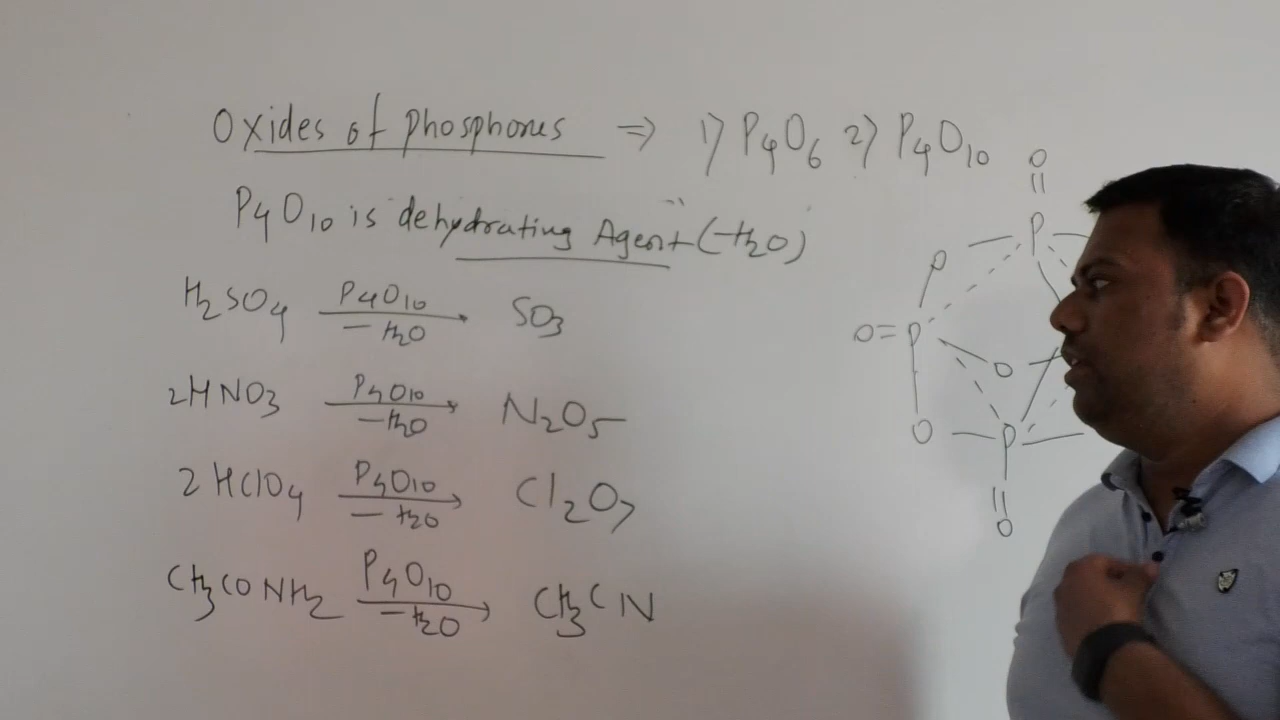 Oxides of phosphorus ⇒ 1) P4O6 2) P4O10
P4O10 is dehydrating Agent (-H2O)
H2SO4 P4O10 → -H2O SO3
2HNO3 P4O10 → -H2O N2O5
2HClO4 P4O10 → -H2O Cl2O7
CH3CONH2 P4O10 → -H2O CH3CN
O
||
P
O
O=P
O
O
P
||
O